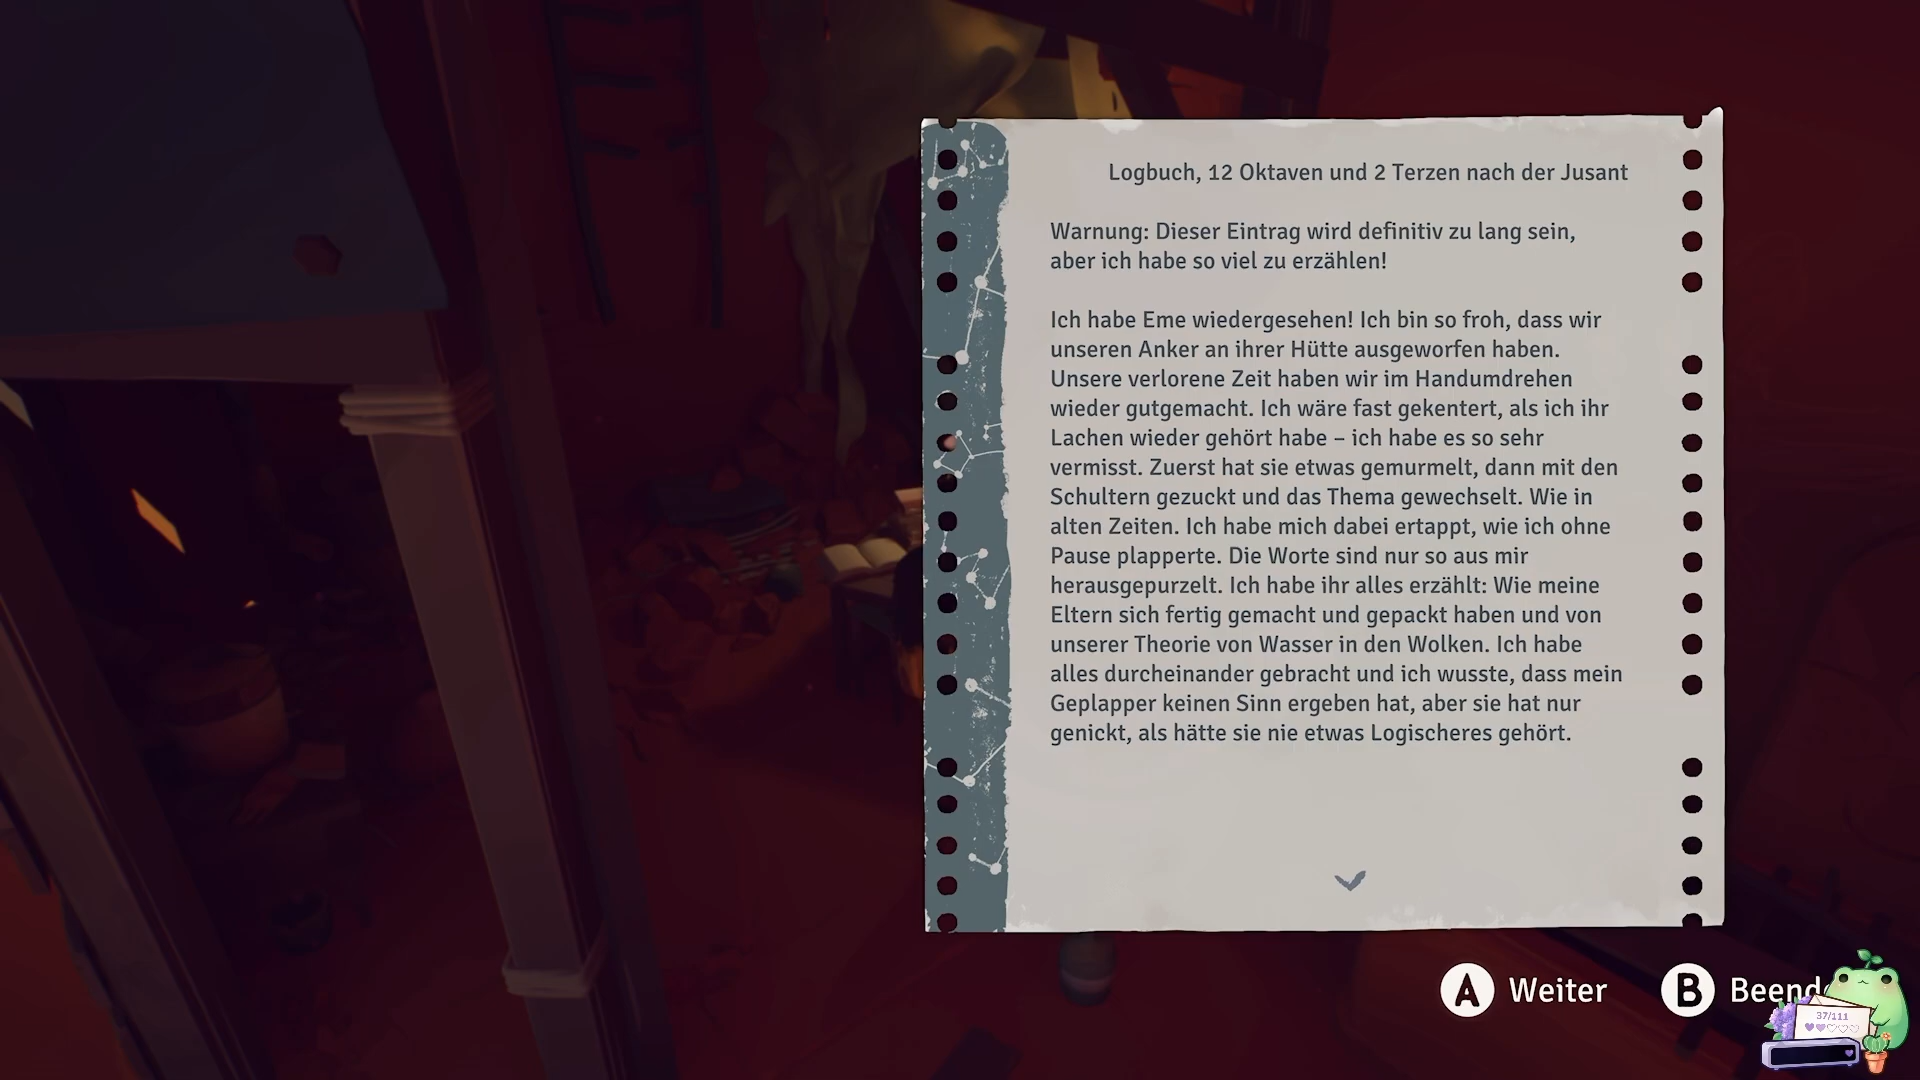 Logbuch, 12 Oktaven und 2 Terzen nach der Jusant
Warnung: Dieser Eintrag wird definitiv zu lang sein,
aber ich habe so viel zu erzählen!
Ich habe Eme wiedergesehen! Ich bin so froh, dass wir
unseren Anker an ihrer Hütte ausgeworfen haben.
Unsere verlorene Zeit haben wir im Handumdrehen
wieder gutgemacht. Ich wäre fast gekentert, als ich ihr
Lachen wieder gehört habe – ich habe es so sehr
vermisst. Zuerst hat sie etwas gemurmelt, dann mit den
Schultern gezuckt und das Thema gewechselt. Wie in
alten Zeiten. Ich habe mich dabei ertappt, wie ich ohne
Pause plapperte. Die Worte sind nur so aus mir
herausgepurzelt. Ich habe ihr alles erzählt: Wie meine
Eltern sich fertig gemacht und gepackt haben und von
unserer Theorie von Wasser in den Wolken. Ich habe
alles durcheinander gebracht und ich wusste, dass mein
Geplapper keinen Sinn ergeben hat, aber sie hat nur
genickt, als hätte sie nie etwas Logischeres gehört.
A Weiter B
37/111